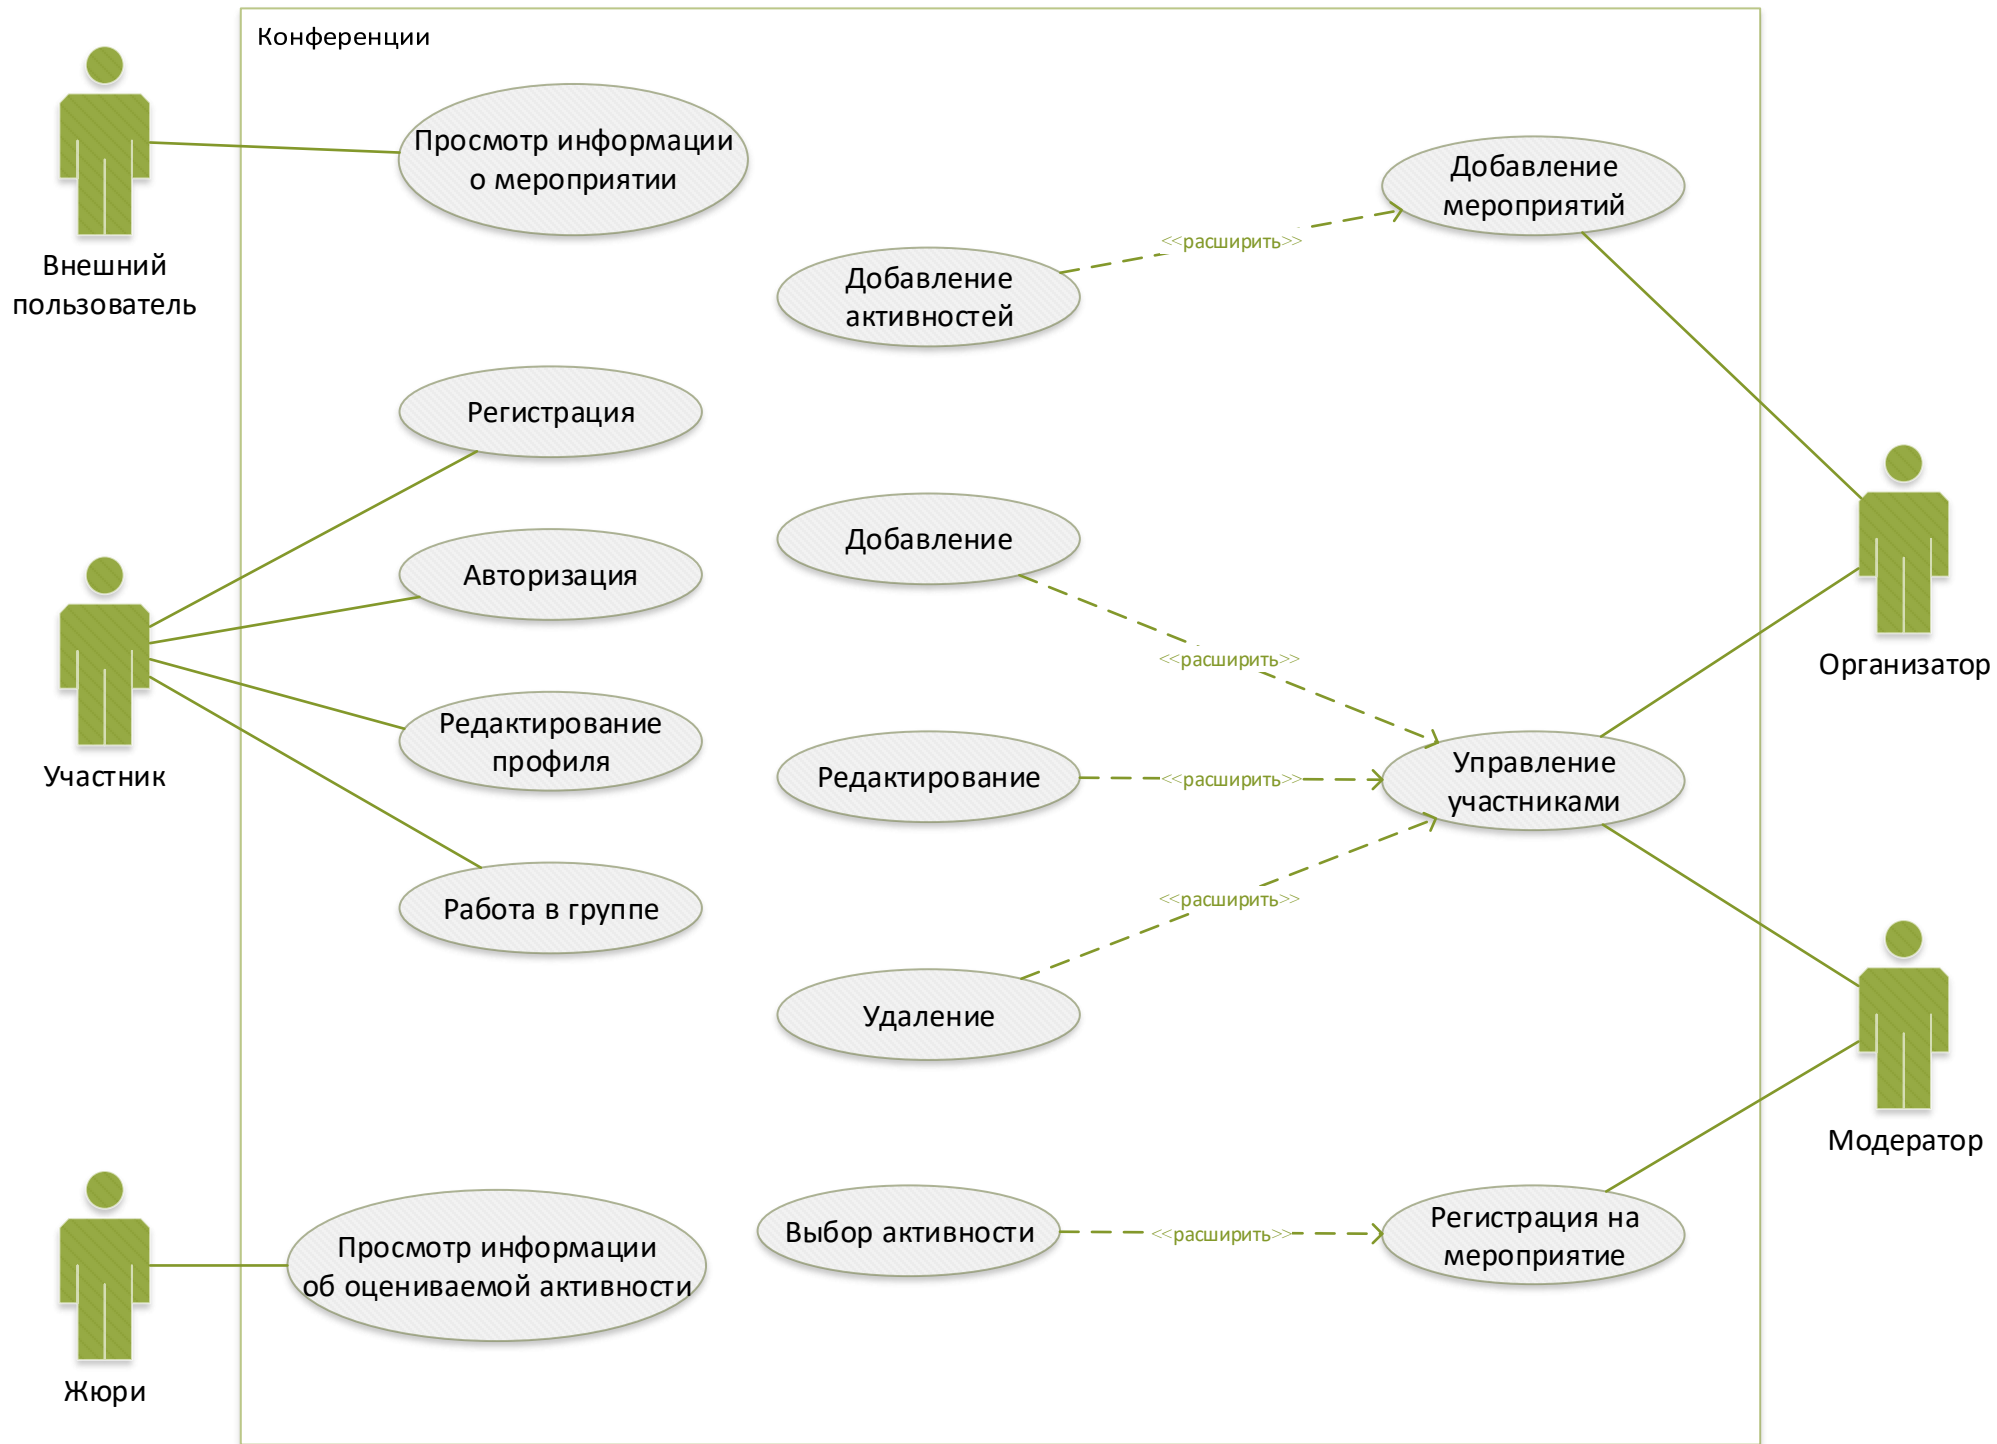 Конференции
Просмотр информации
о мероприятии
Добавление
мероприятий
<<расширить>>
Внешний
пользователь
Добавление
активностей
Регистрация
Добавление
Авторизация
<<расширить>>
Организатор
Участник
Редактирование
профиля
Редактирование
<<расширить>>
Управление
участниками
Работа в группе
<<расширить>>
Удаление
Модератор
Просмотр информации
об оцениваемой активности
Выбор активности
<<расширить>>
Регистрация на
мероприятие
Жюри